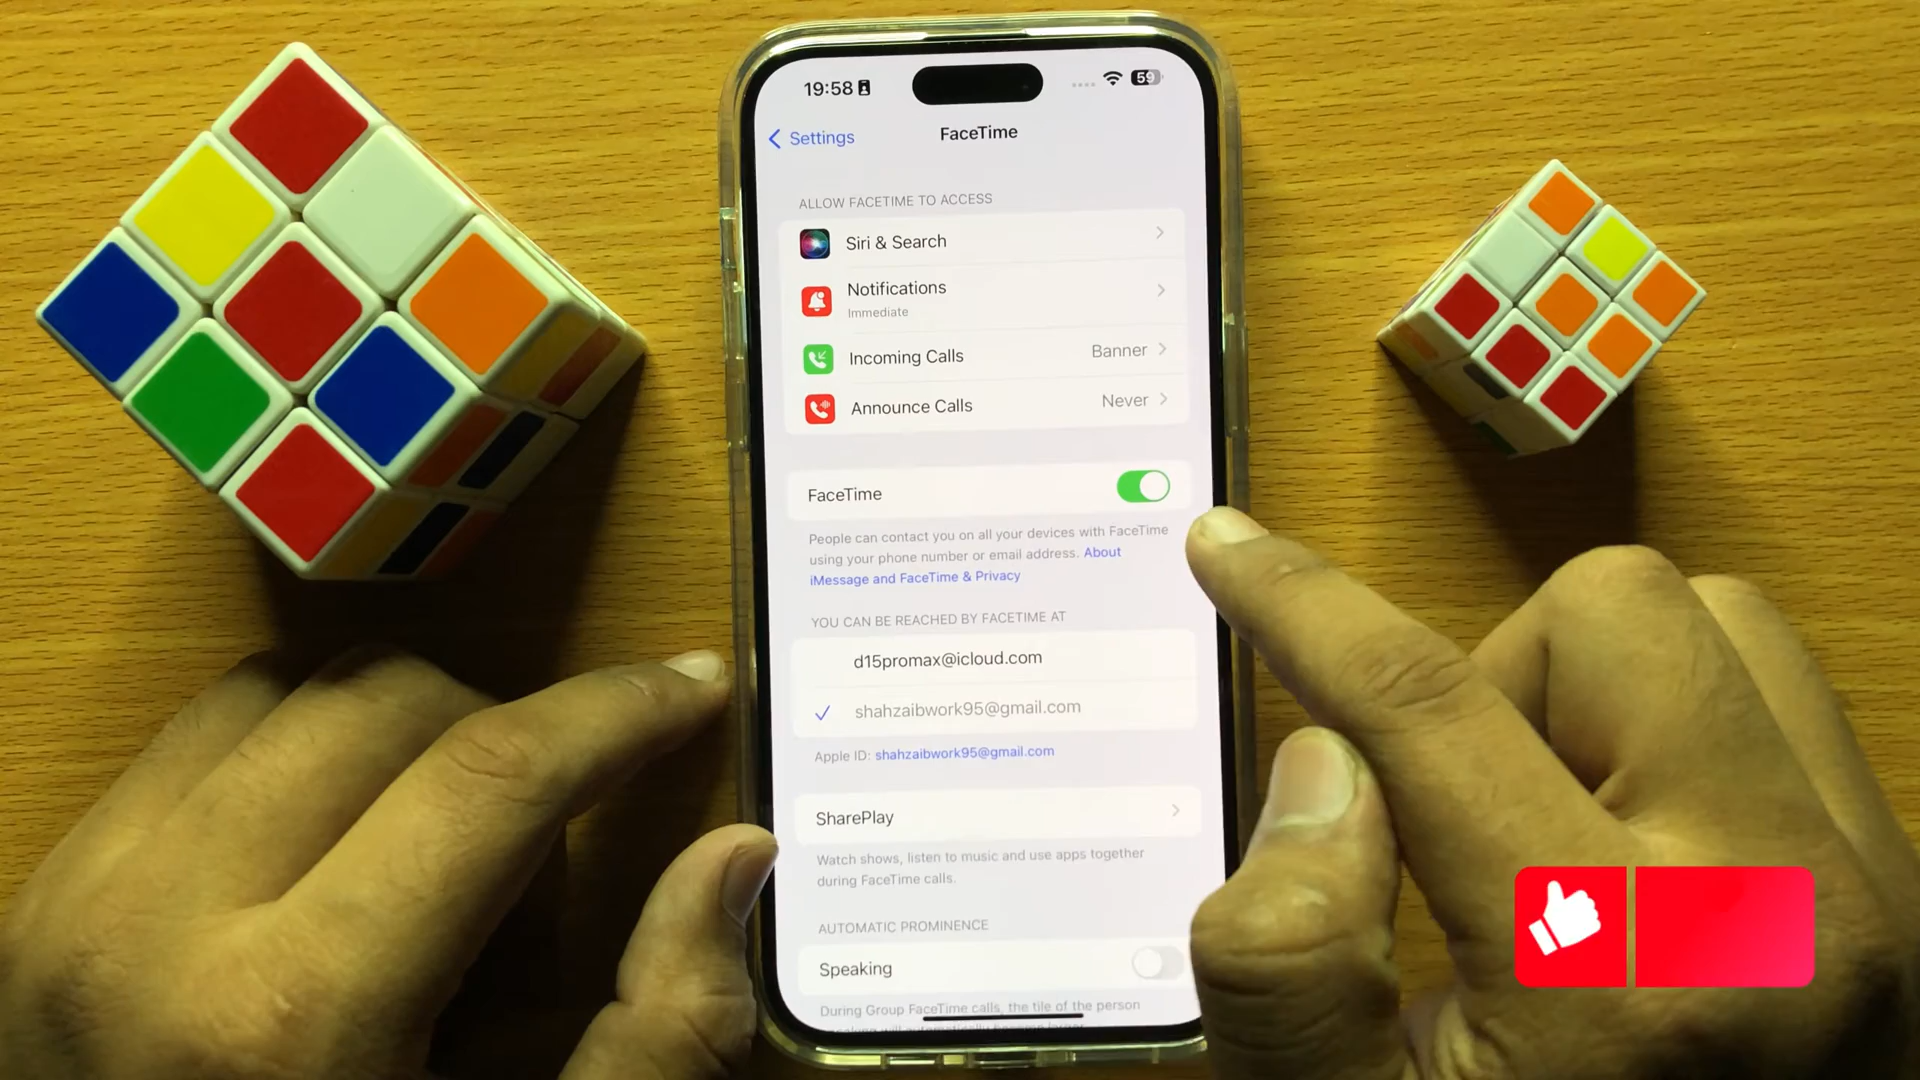 19:58
59
Settings
FaceTime
ALLOW FACETIME TO ACCESS
Siri & Search
Notifications
Immediate
Incoming Calls
Banner
Announce Calls
Never
FaceTime
People can contact you on all your devices with FaceTime
using your phone number or email address. About
iMessage and FaceTime & Privacy
YOU CAN BE REACHED BY FACETIME AT
d15promax@icloud.com
shahzaibwork95@gmail.com
Apple ID: shahzaibwork95@gmail.com
SharePlay
Watch shows, listen to music and use apps together
during FaceTime calls.
AUTOMATIC PROMINENCE
Speaking
During Group FaceTime calls, the tile of the person